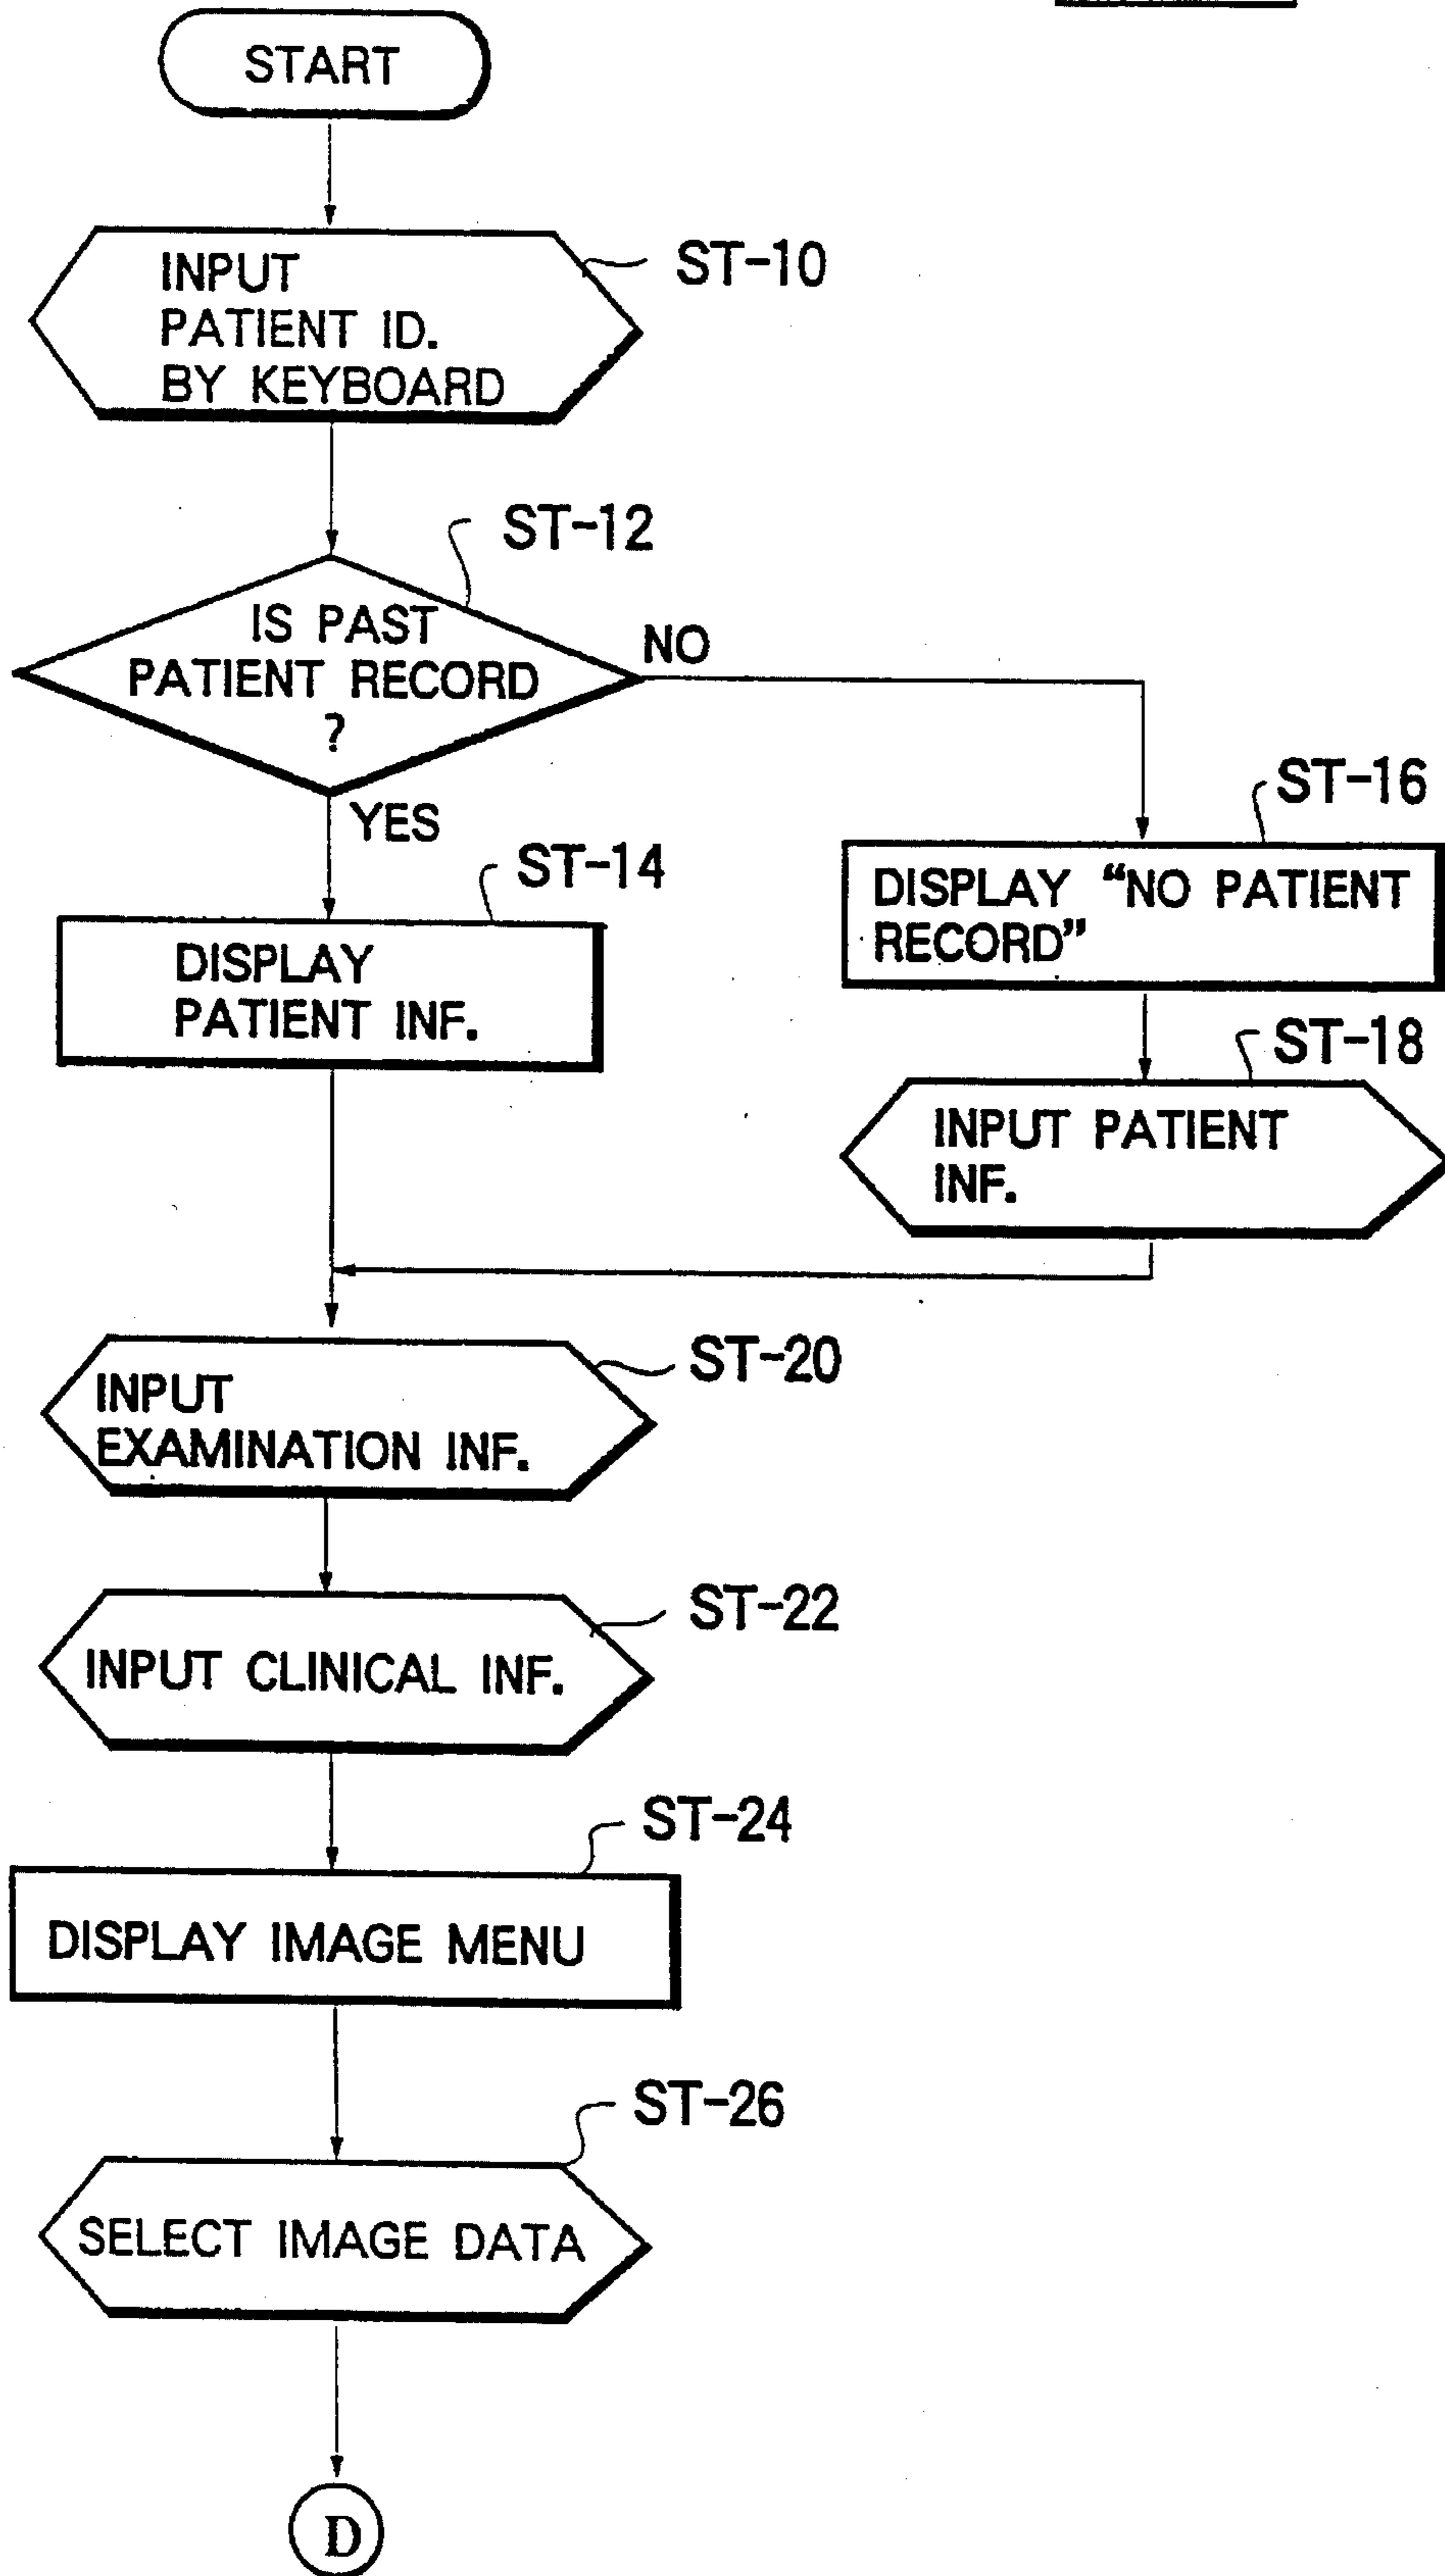 START
INPUT
PATIENT ID.
BY KEYBOARD
ST-10
ST-12
IS PAST
PATIENT RECORD
?
NO
YES
ST-14
DISPLAY
PATIENT INF.
ST-16
DISPLAY “NO PATIENT
RECORD”
ST-18
INPUT PATIENT
INF.
ST-20
INPUT
EXAMINATION INF.
ST-22
INPUT CLINICAL INF.
ST-24
DISPLAY IMAGE MENU
ST-26
SELECT IMAGE DATA
D